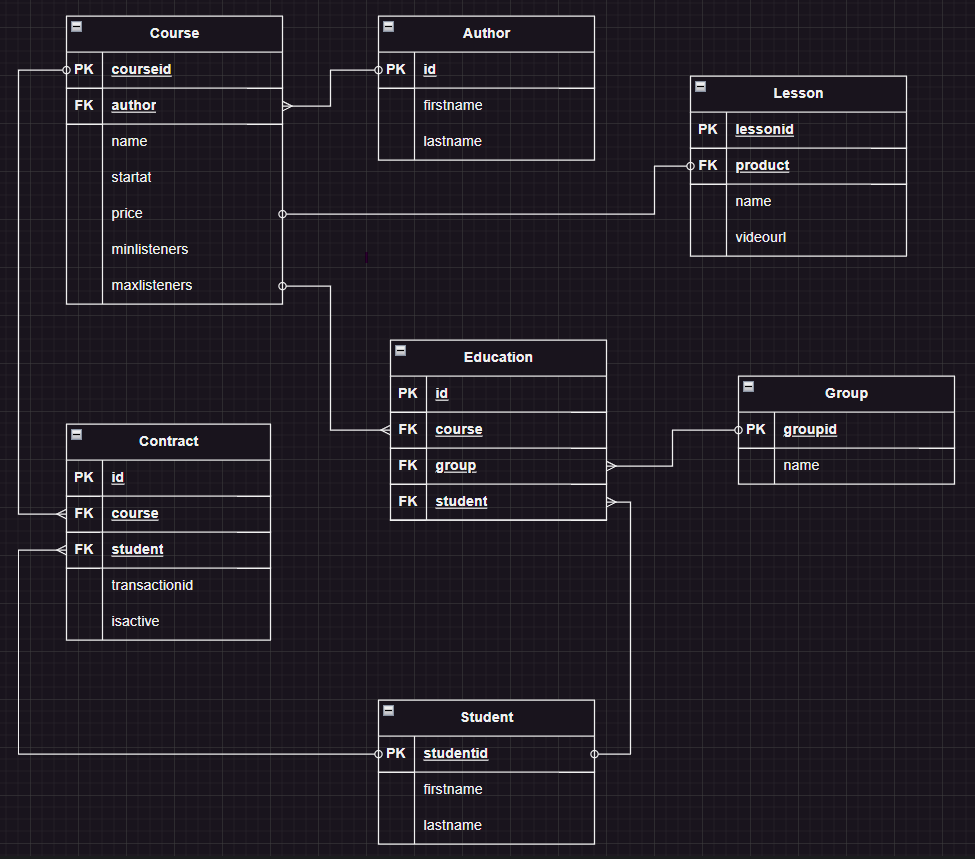 Course
PK courseid
FK author
name
startat
price
minlisteners
maxlisteners
Author
PK id
firstname
lastname
Lesson
PK lessonid
FK product
name
videourl
Education
PK id
FK course
FK group
FK student
Group
PK groupid
name
Contract
PK id
FK course
FK student
transactionid
isactive
Student
PK studentid
firstname
lastname